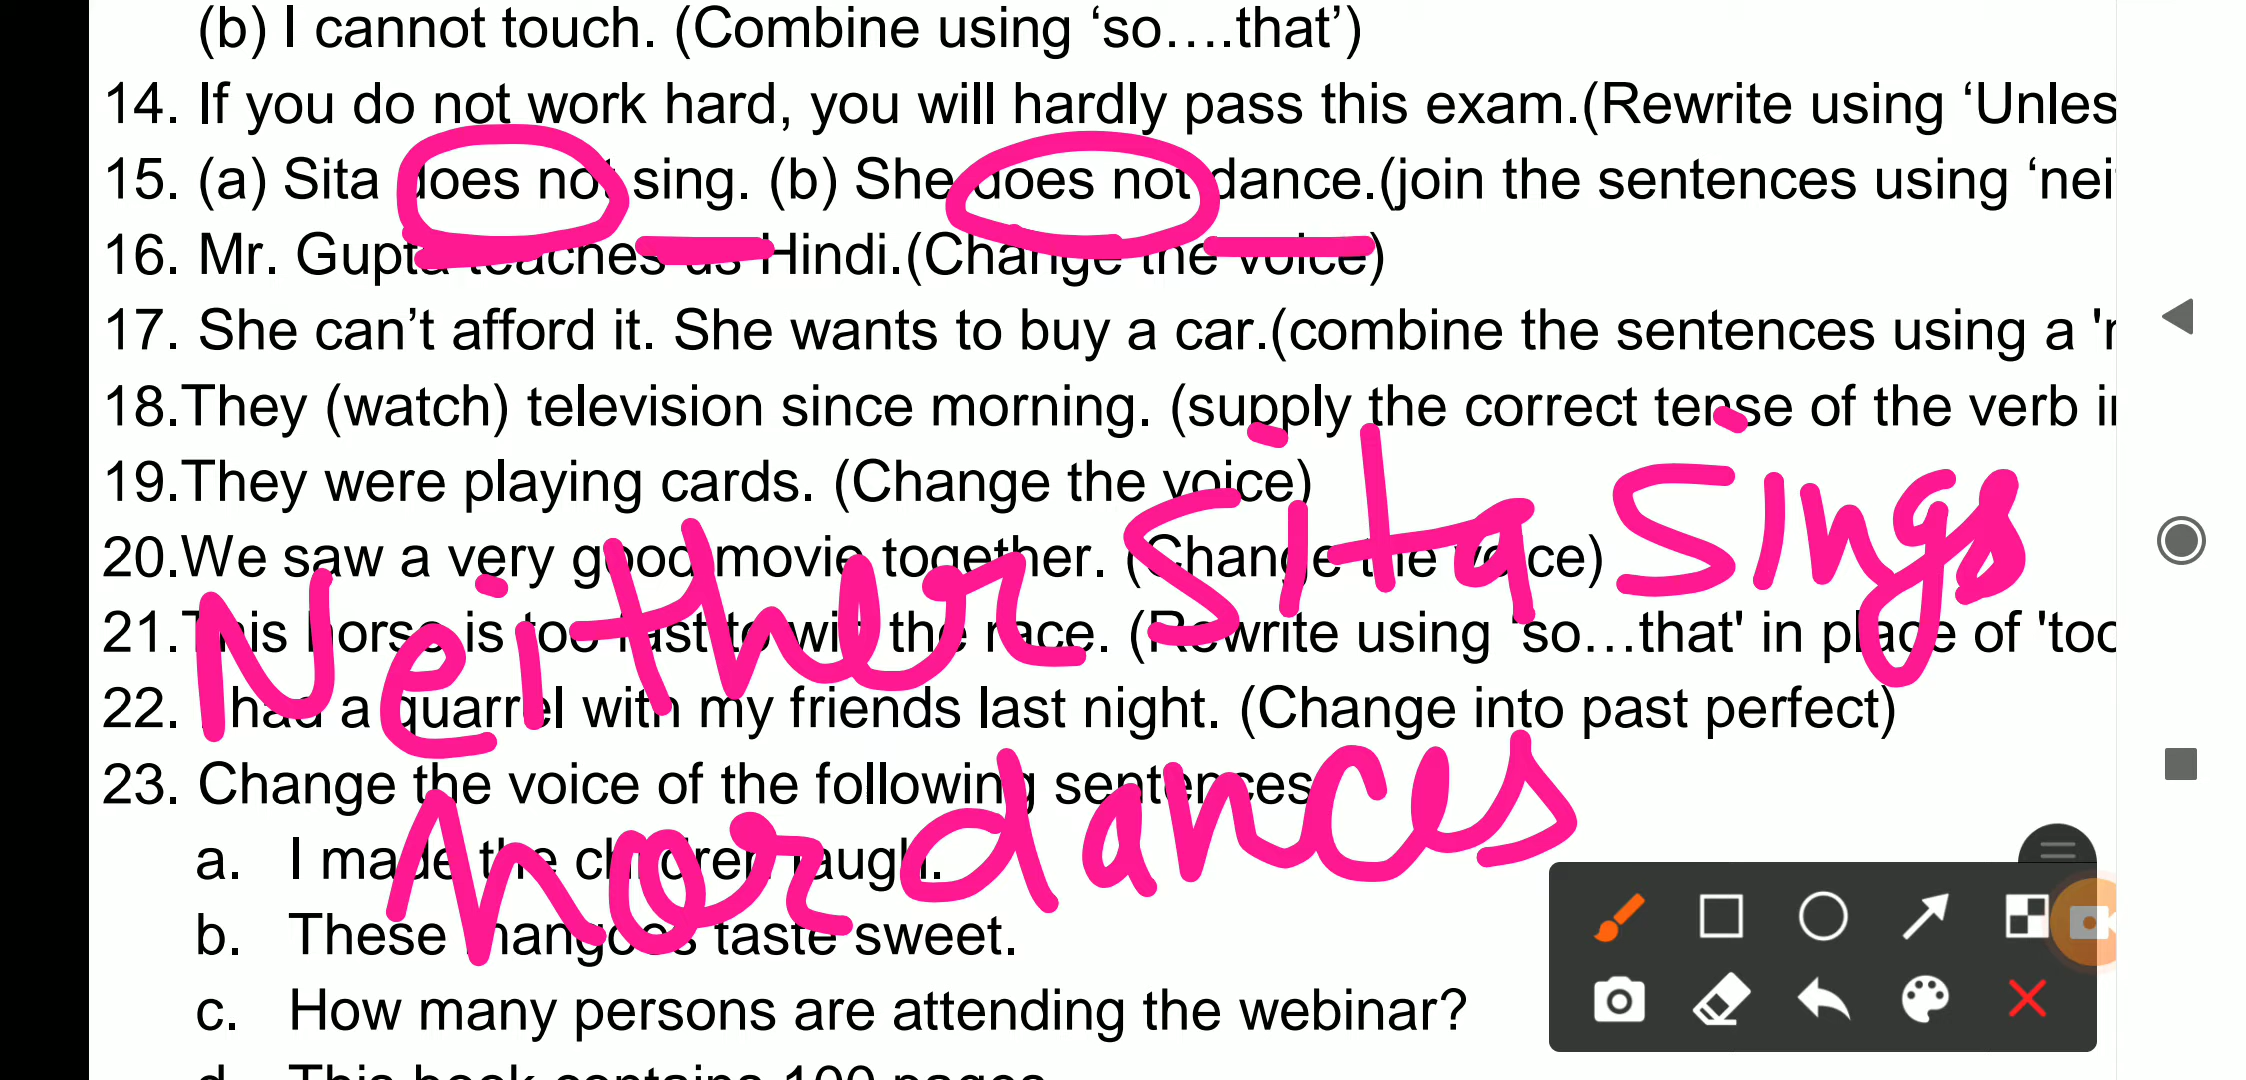 (b) I cannot touch. (Combine using ‘so….that’)
14. If you do not work hard, you will hardly pass this exam.(Rewrite using ‘Unles
15. (a) Sita does not sing. (b) She does not dance.(join the sentences using ‘nei
16. Mr. Gupta teaches us Hindi.(Change the voice)
17. She can’t afford it. She wants to buy a car.(combine the sentences using a '
18.They (watch) television since morning. (supply the correct tense of the verb i
19.They were playing cards. (Change the voice)
20.We saw a very good movie together. (Change the voice)
21.This horse is too fast to win the race. (Rewrite using 'so…that' in place of 'too
22. I had a quarrel with my friends last night. (Change into past perfect)
23. Change the voice of the following sentences
a. I made the children laugh.
b. These mangoes taste sweet.
c. How many persons are attending the webinar?
d. This book contains 100 pages.
Neither sita sings
nor dances